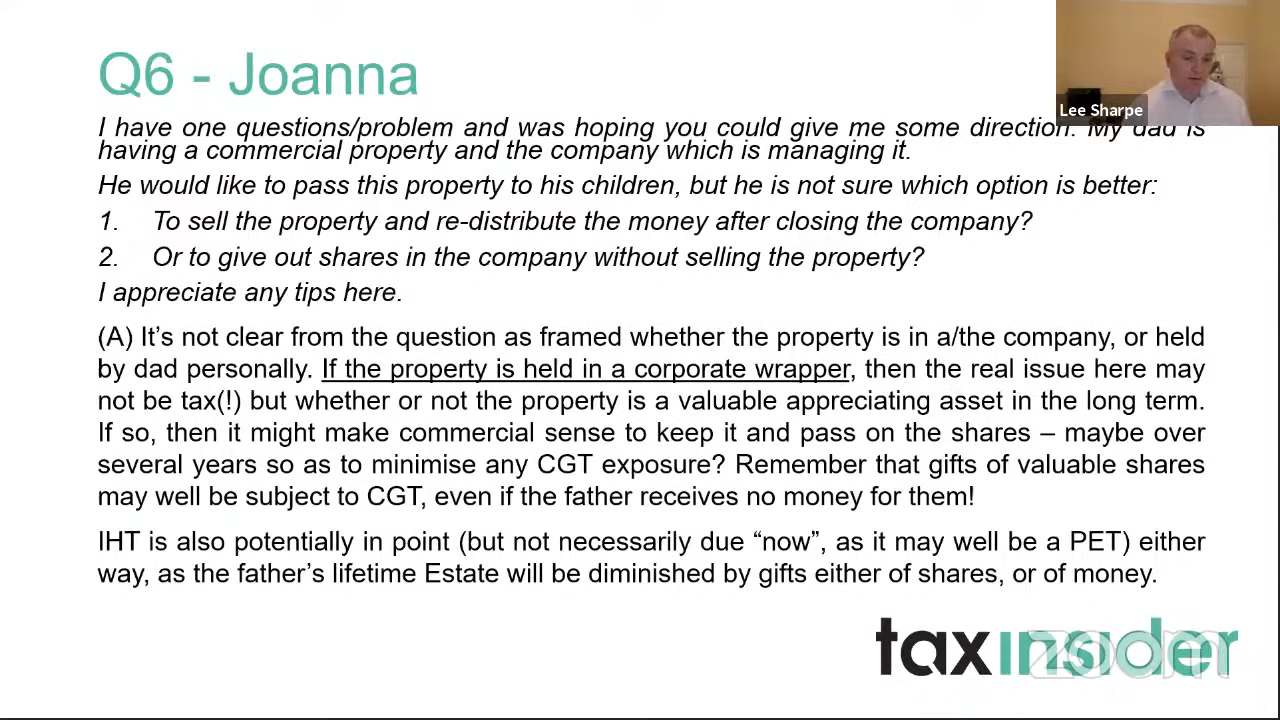 Q6 - Joanna
Lee Sharpe
I have one questions/problem and was hoping you could give me some direction. My dad is
having a commercial property and the company which is managing it.
He would like to pass this property to his children, but he is not sure which option is better:
1. To sell the property and re-distribute the money after closing the company?
2. Or to give out shares in the company without selling the property?
I appreciate any tips here.
(A) It’s not clear from the question as framed whether the property is in a/the company, or held
by dad personally. If the property is held in a corporate wrapper, then the real issue here may
not be tax(!) but whether or not the property is a valuable appreciating asset in the long term.
If so, then it might make commercial sense to keep it and pass on the shares – maybe over
several years so as to minimise any CGT exposure? Remember that gifts of valuable shares
may well be subject to CGT, even if the father receives no money for them!
IHT is also potentially in point (but not necessarily due “now”, as it may well be a PET) either
way, as the father’s lifetime Estate will be diminished by gifts either of shares, or of money.
taxinsider
zoom